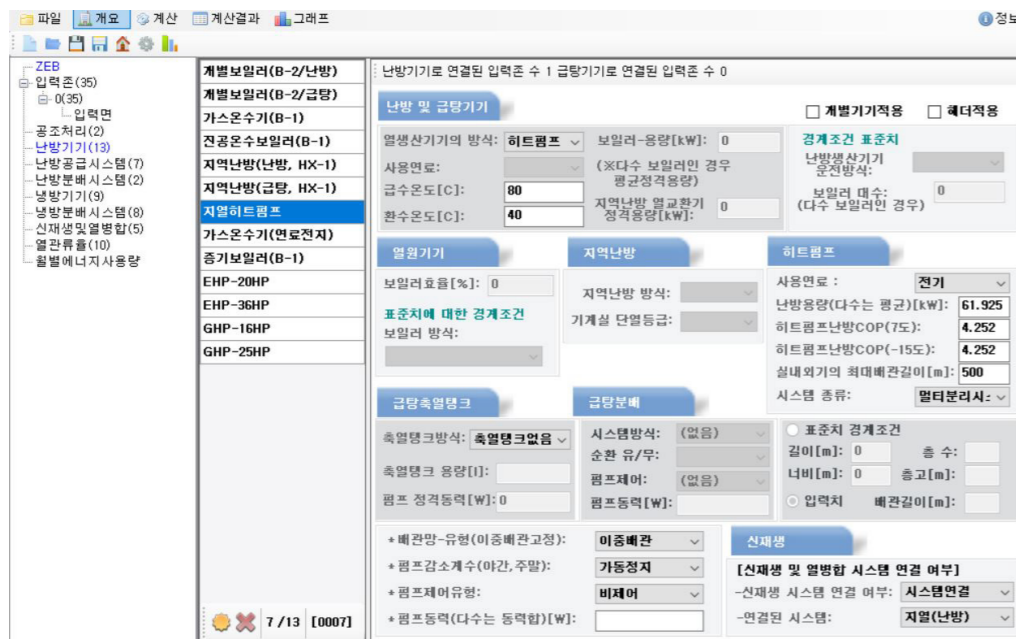 파일 개요 계산 계산결과 그래프 정보
ZEB
입력존(35)
0(35)
입력면
공조처리(2)
난방기기(13)
난방공급시스템(7)
난방분배시스템(2)
냉방기기(9)
냉방분배시스템(8)
신재생및열병합(5)
열관류율(10)
월별에너지사용량
개별보일러(B-2/난방)
개별보일러(B-2/급탕)
가스온수기(B-1)
진공온수보일러(B-1)
지역난방(난방, HX-1)
지역난방(급탕, HX-1)
지열히트펌프
가스온수기(연료전지)
증기보일러(B-1)
EHP-20HP
EHP-36HP
GHP-16HP
GHP-25HP
7/13 [0007]
난방기기로 연결된 입력존 수 1 급탕기기로 연결된 입력존 수 0
난방 및 급탕기기 개별기기적용 헤더적용
열생산기기의 방식: 히트펌프 보일러-용량[kW]: 0
사용연료: (※다수 보일러인 경우
평균정격용량)
급수온도[C]: 80
환수온도[C]: 40
지역난방 열교환기
정격용량[kW]: 0
경계조건 표준치
난방생산기기
운전방식:
보일러 대수: 0
(다수 보일러인 경우)
열원기기
보일러효율[%]: 0
표준치에 대한 경계조건
보일러 방식:
지역난방
지역난방 방식:
기계실 단열등급:
히트펌프
사용연료 : 전기
난방용량(다수는 평균)[kW]: 61.925
히트펌프난방COP(7도): 4.252
히트펌프난방COP(-15도): 4.252
실내외기의 최대배관길이[m]: 500
시스템 종류: 멀티분리시
급탕축열탱크
축열탱크방식: 축열탱크없음
축열탱크 용량[l]:
펌프 정격동력[W]: 0
급탕분배
시스템방식: (없음)
순환 유/무:
펌프제어: (없음)
펌프동력[W]:
표준치 경계조건
길이[m]: 0 층 수:
너비[m]: 0 층고[m]:
입력치 배관길이[m]:
*배관망-유형(이중배관고정): 이중배관
*펌프감소계수(야간,주말): 가동정지
*펌프제어유형: 비제어
*펌프동력(다수는 동력합)[W]:
신재생
[신재생 및 열병합 시스템 연결 여부]
-신재생 시스템 연결 여부: 시스템연결
-연결된 시스템: 지열(난방)